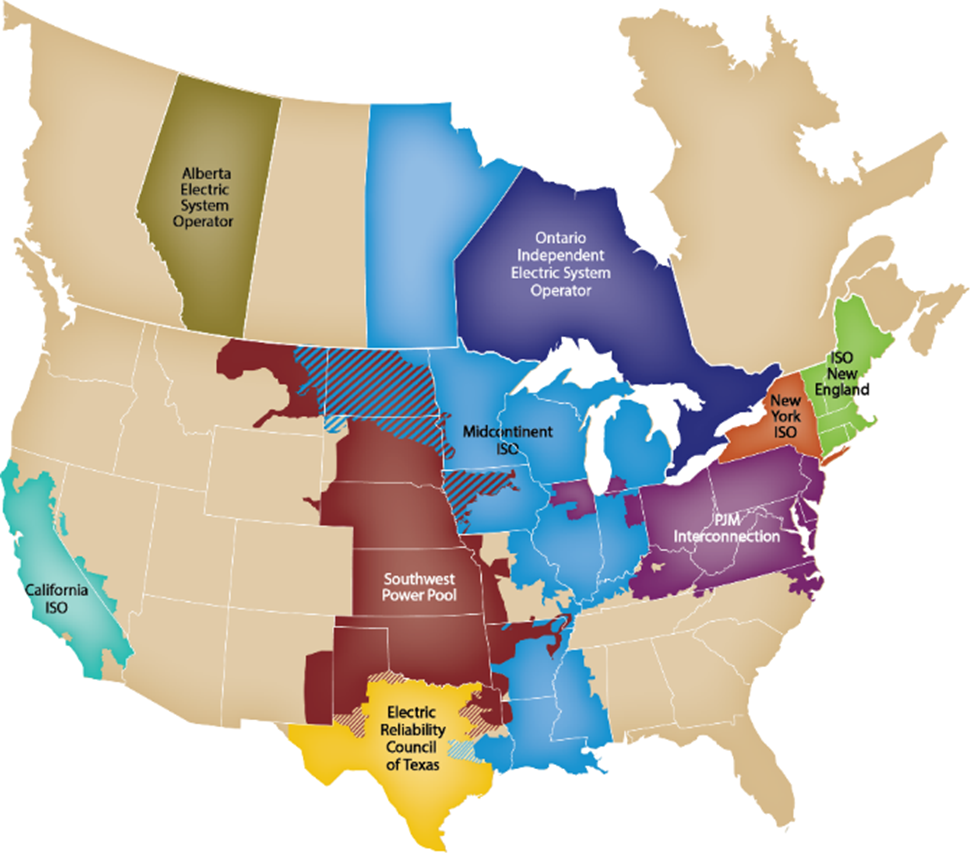 Alberta
Electric
System
Operator
Ontario
Independent
Electric System
Operator
ISO
New
England
New
York
ISO
Midcontinent
ISO
PJM
Interconnection
Southwest
Power Pool
California
ISO
Electric
Reliability
Council
of Texas